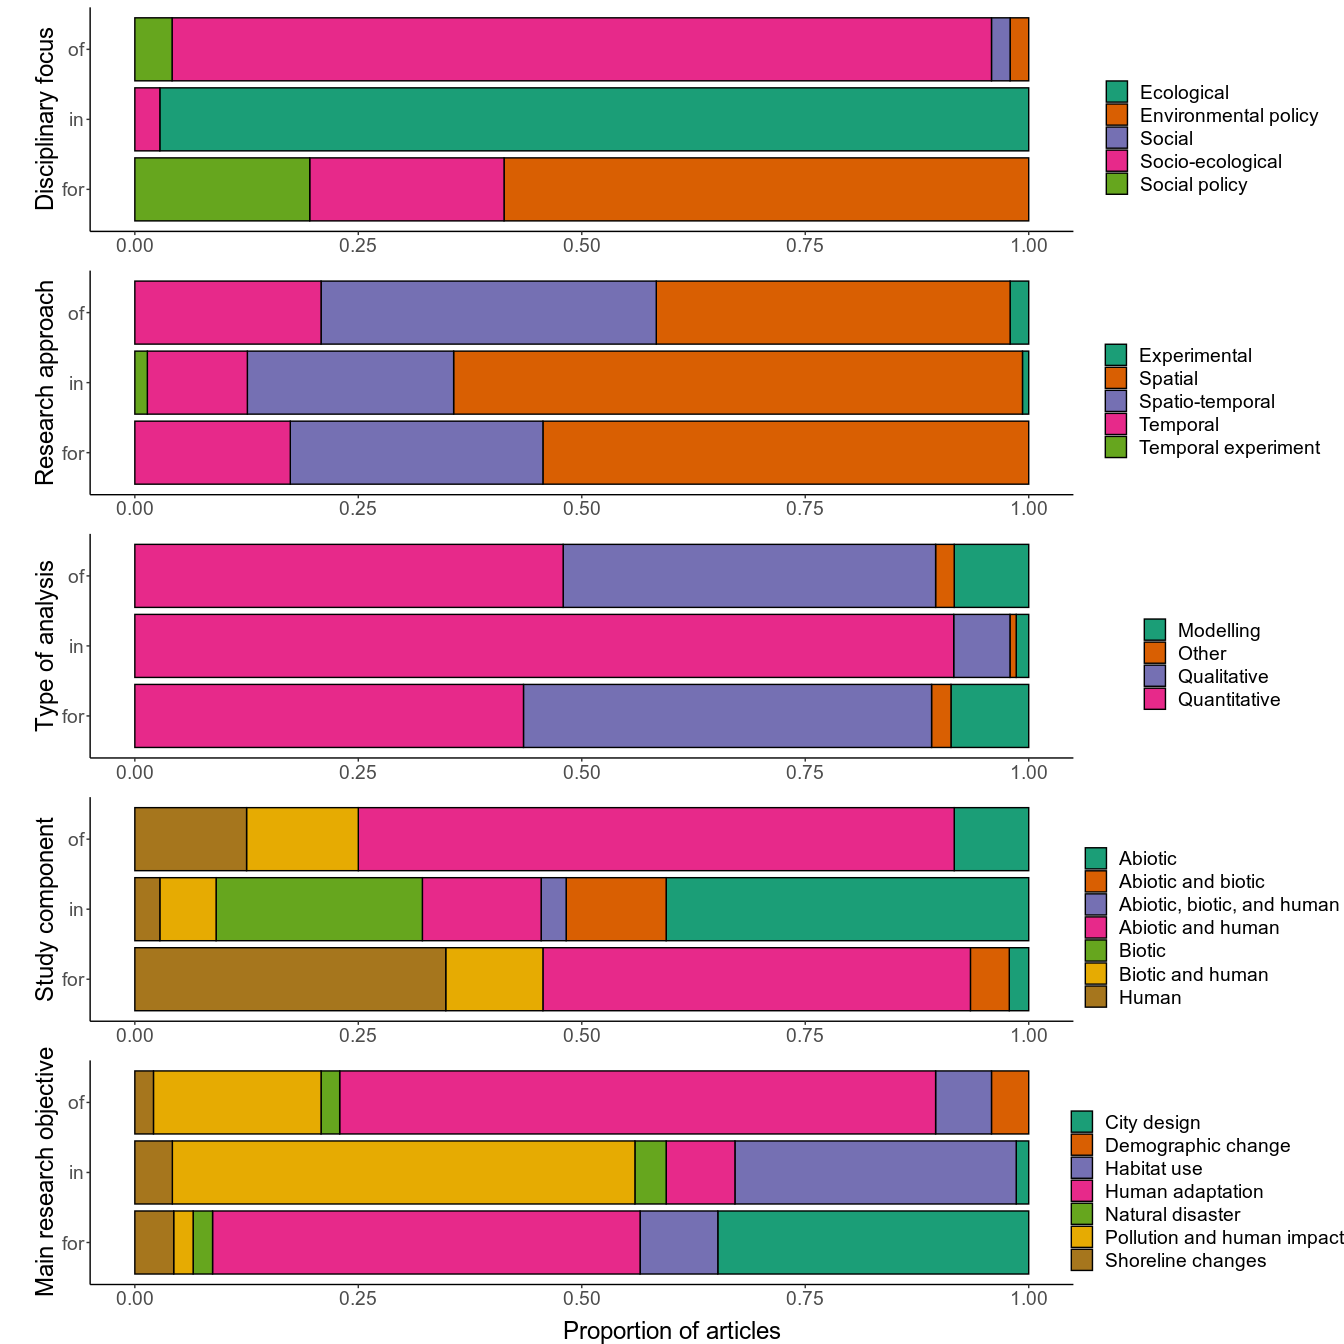 Disciplinary focus
of
in
for
0.00 0.25 0.50 0.75 1.00
Ecological
Environmental policy
Social
Socio-ecological
Social policy
Research approach
of
in
for
0.00 0.25 0.50 0.75 1.00
Experimental
Spatial
Spatio-temporal
Temporal
Temporal experiment
Type of analysis
of
in
for
0.00 0.25 0.50 0.75 1.00
Modelling
Other
Qualitative
Quantitative
Study component
of
in
for
0.00 0.25 0.50 0.75 1.00
Abiotic
Abiotic and biotic
Abiotic, biotic, and human
Abiotic and human
Biotic
Biotic and human
Human
Main research objective
of
in
for
0.00 0.25 0.50 0.75 1.00
City design
Demographic change
Habitat use
Human adaptation
Natural disaster
Pollution and human impact
Shoreline changes
Proportion of articles